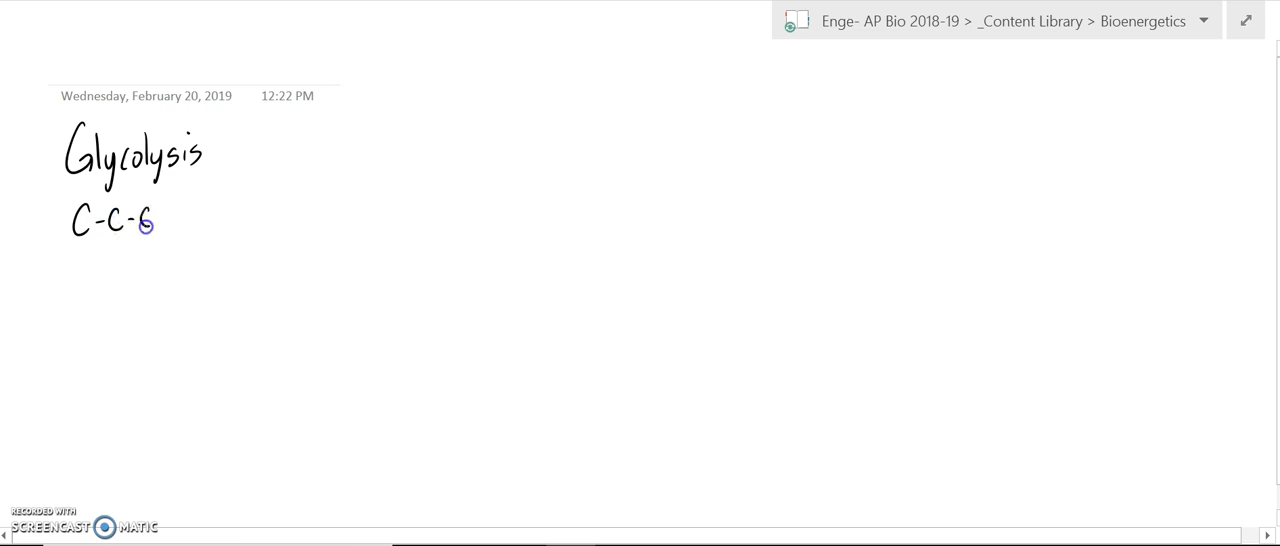 Enge- AP Bio 2018-19 > _Content Library > Bioenergetics
Wednesday, February 20, 2019 12:22 PM
Glycolysis
C-C-C
RECORDED WITH
SCREENCAST MATIC